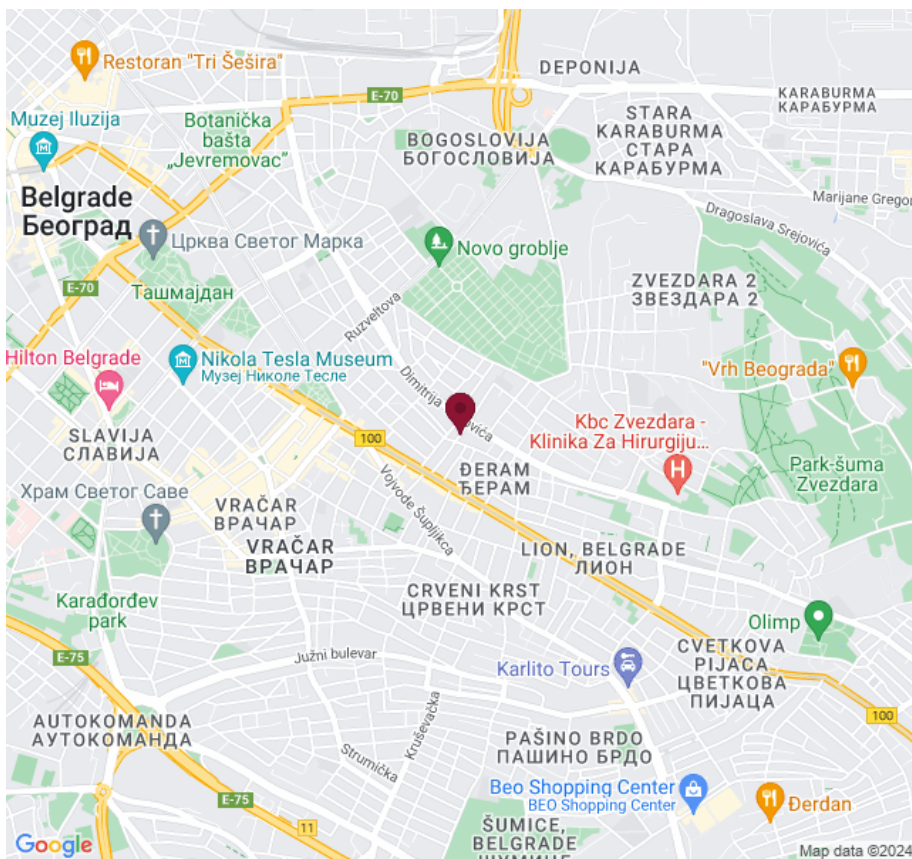 Restoran "Tri Šešira"
E-70
DEPONIJA
KARABURMA
КАРАБУРМА
Muzej Iluzija
Botanička
bašta
„Jevremovac"
BOGOSLOVIJA
БОГОСЛОВИЈА
STARA
KARABURMA
СТАРА
КАРАБУРМА
Belgrade
Београд
Marijane Gregor
Dragoslava Srejovića
Црква Светог Марка
Novo groblje
E-70
Ташмајдан
ZVEZDARA 2
ЗВЕЗДАРА 2
Ruzveltova
Hilton Belgrade
Nikola Tesla Museum
Музеј Николе Тесле
"Vrh Beograda"
Dimitrija
ovića
SLAVIJA
СЛАВИЈА
100
Kbc Zvezdara -
Klinika Za Hirurgiju...
ĐERAM
ЂЕРАМ
Park-šuma
Zvezdara
Храм Светог Саве
Vojvode Šupljikca
VRAČAR
ВРАЧАР
VRAČAR
ВРАЧАР
LION, BELGRADE
ЛИОН
CRVENI KRST
ЦРВЕНИ КРСТ
Karađorđev
park
Olimp
E-75
Južni bulevar
Karlito Tours
CVETKOVA
PIJACA
ЦВЕТКОВА
ПИЈАЦА
100
AUTOKOMANDA
АУТОКОМАНДА
Kruševačka
Strumička
PAŠINO BRDO
ПАШИНО БРДО
E-75
Beo Shopping Center
BEO Shopping Center
Đerdan
11
ŠUMICE,
BELGRADE
Google
Map data ©2024